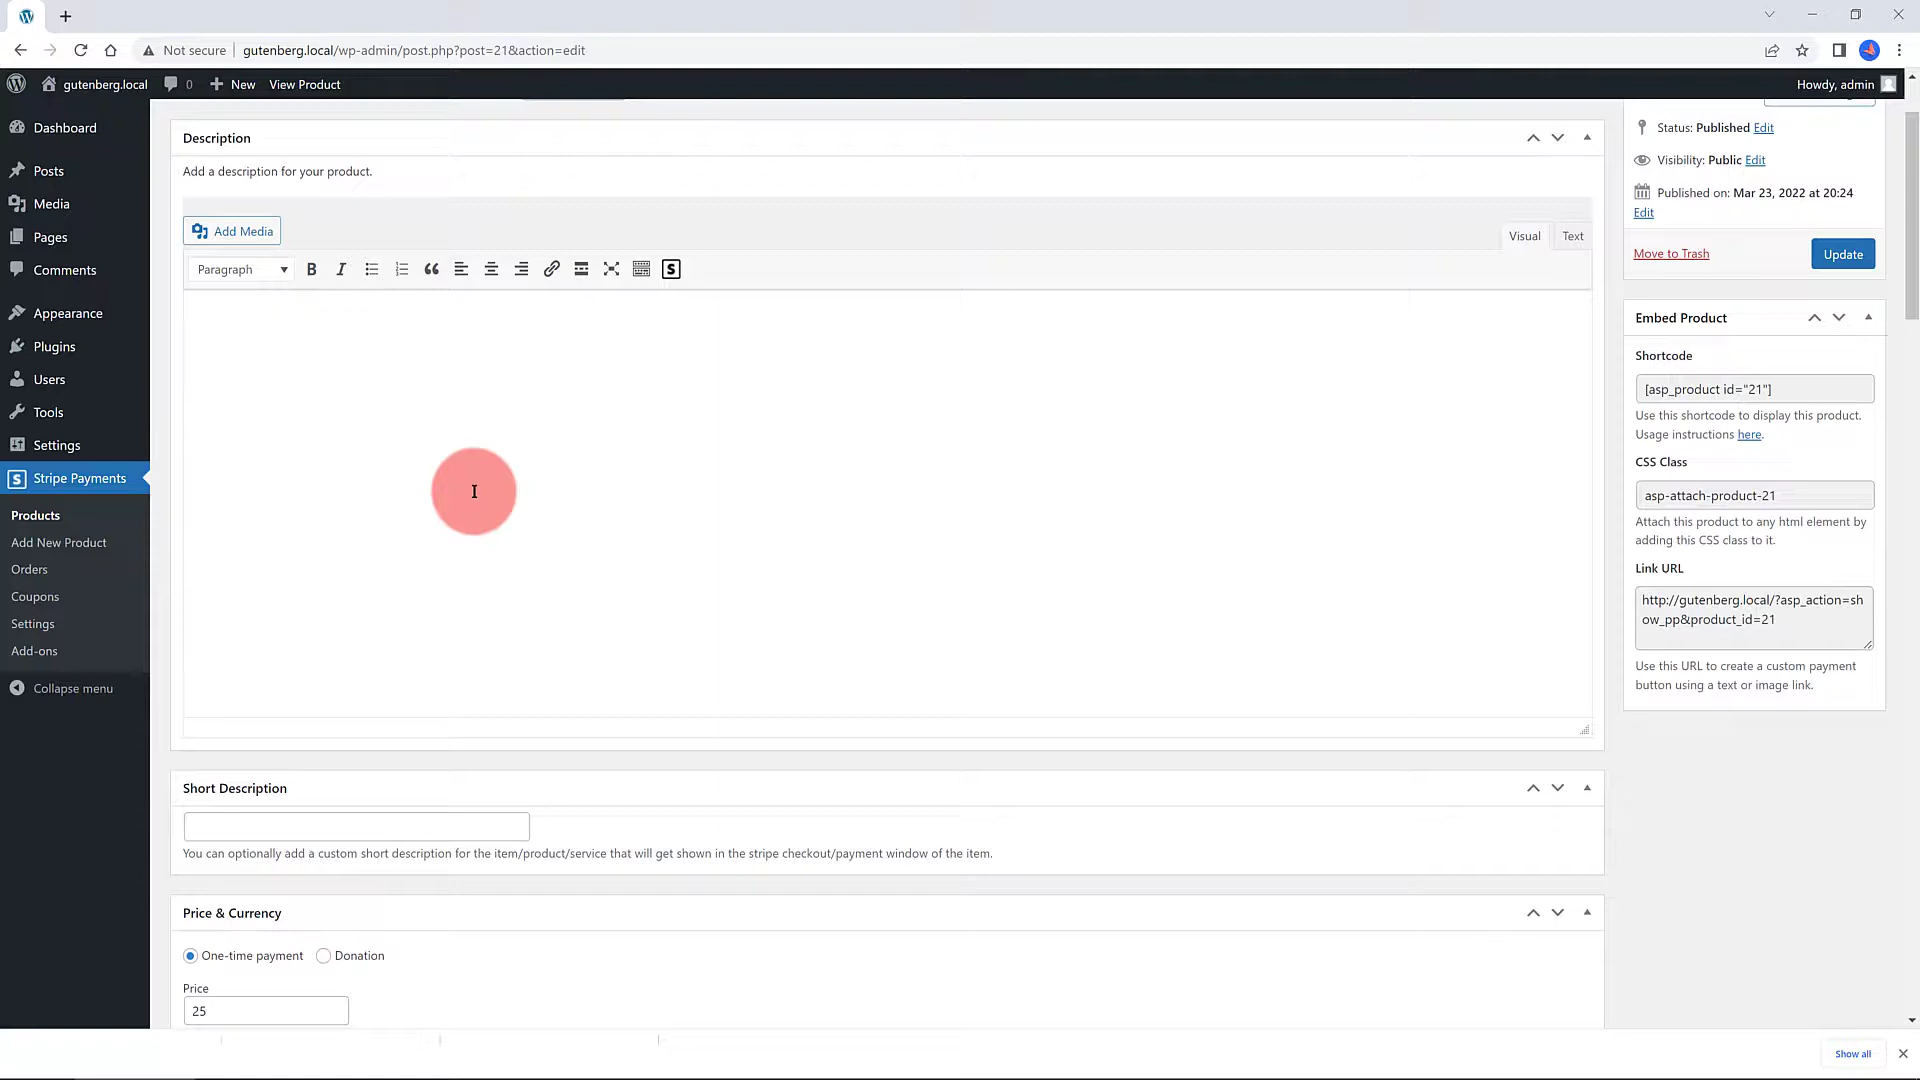 Not secure
gutenberg.local/wp-admin/post.php?post=21&action=edit
gutenberg.local
0
New
View Product
Howdy, admin
Dashboard
Posts
Media
Pages
Comments
Appearance
Plugins
Users
Tools
Settings
Stripe Payments
Products
Add New Product
Orders
Coupons
Settings
Add-ons
Collapse menu
Description
Add a description for your product.
Add Media
Visual
Text
Paragraph
B
I
S
Short Description
You can optionally add a custom short description for the item/product/service that will get shown in the stripe checkout/payment window of the item.
Price & Currency
One-time payment
Donation
Price
25
Status: Published Edit
Visibility: Public Edit
Published on: Mar 23, 2022 at 20:24
Edit
Move to Trash
Update
Embed Product
Shortcode
[asp_product id="21"]
Use this shortcode to display this product.
Usage instructions here.
CSS Class
asp-attach-product-21
Attach this product to any html element by
adding this CSS class to it.
Link URL
http://gutenberg.local/?asp_action=sh
ow_pp&product_id=21
Use this URL to create a custom payment
button using a text or image link.
Show all